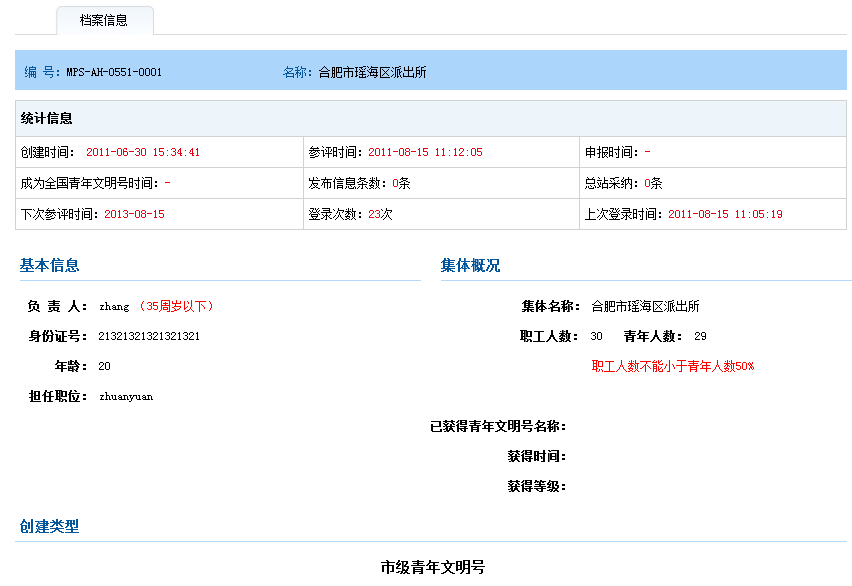 档案信息
编 号：MPS-AH-0551-0001 名称：合肥市瑶海区派出所
统计信息
创建时间： 2011-06-30 15:34:41 参评时间：2011-08-15 11:12:05 申报时间：-
成为全国青年文明号时间：- 发布信息条数：0条 总站采纳：0条
下次参评时间：2013-08-15 登录次数：23次 上次登录时间：2011-08-15 11:05:19
基本信息
负 责 人： zhang （35周岁以下）
身份证号： 21321321321321321
年龄： 20
担任职位： zhuanyuan
集体概况
集体名称： 合肥市瑶海区派出所
职工人数： 30 青年人数： 29
职工人数不能小于青年人数50%
已获得青年文明号名称：
获得时间：
获得等级：
创建类型
市级青年文明号